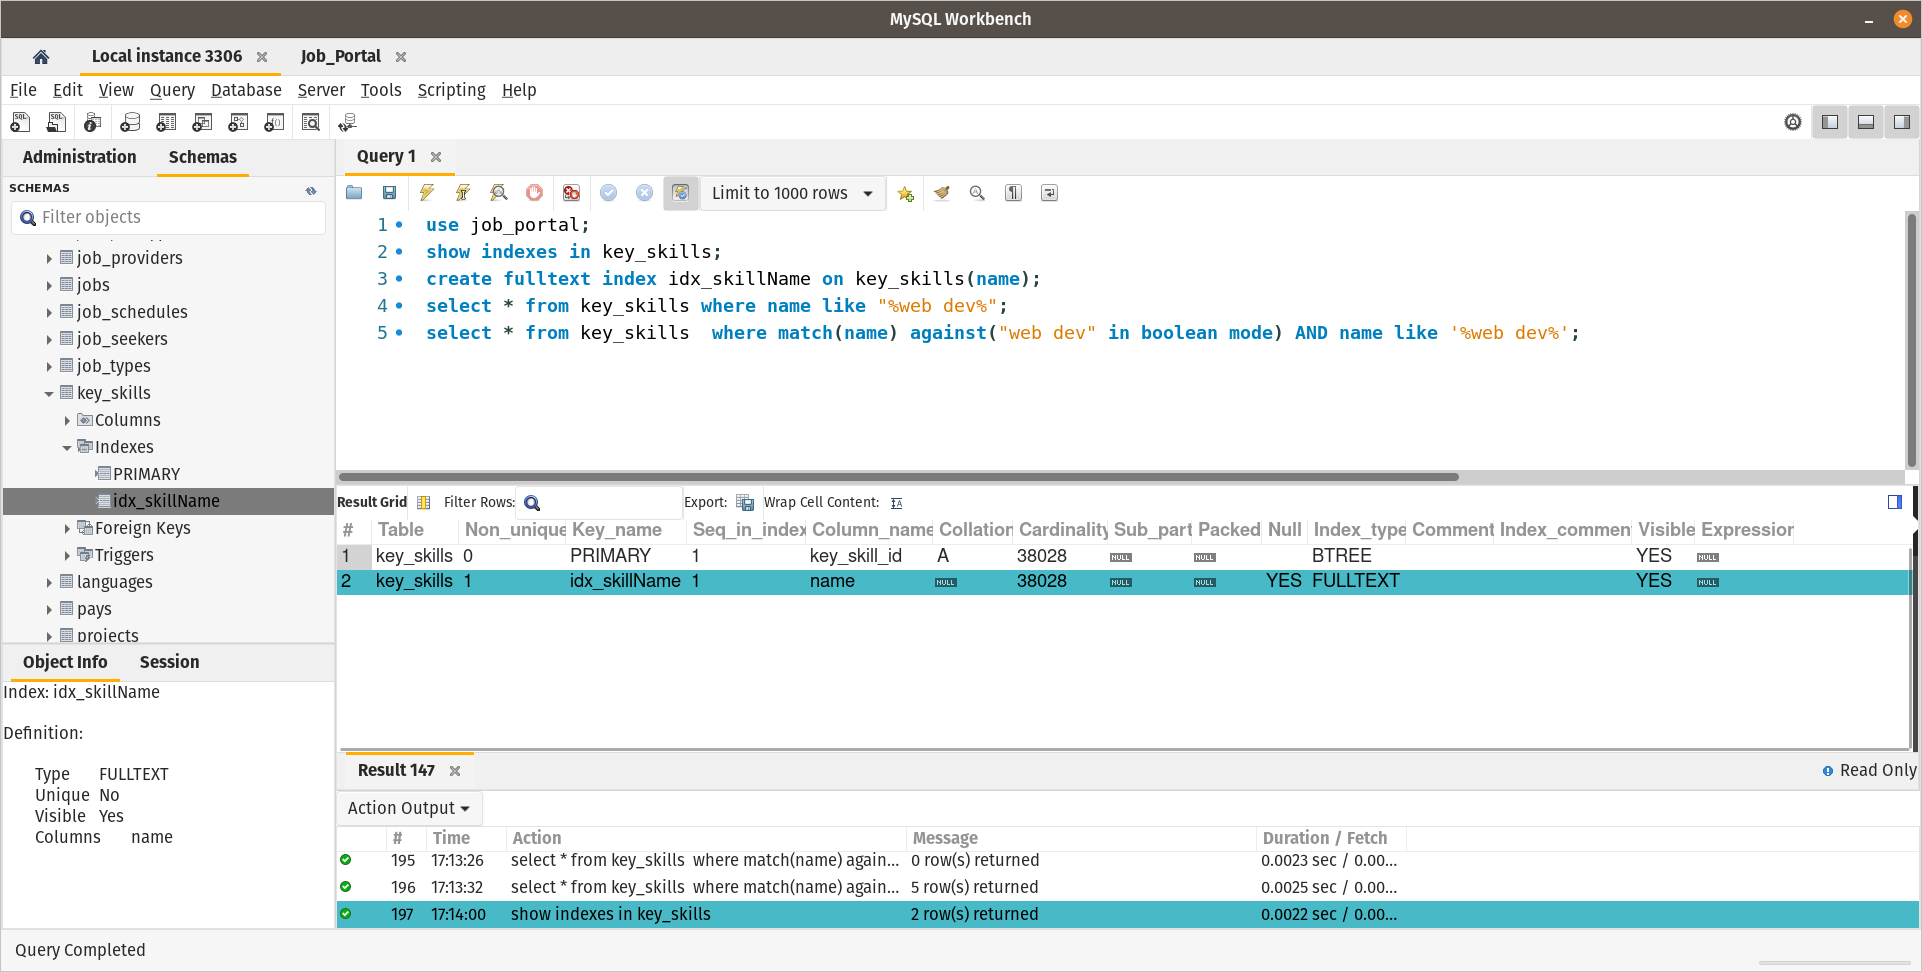 MySQL Workbench
Local instance 3306
Job_Portal
File Edit View Query Database Server Tools Scripting Help
Administration Schemas
SCHEMAS
Filter objects
job_providers
jobs
job_schedules
job_seekers
job_types
key_skills
Columns
Indexes
PRIMARY
idx_skillName
Foreign Keys
Triggers
languages
pays
projects
Object Info Session
Index: idx_skillName
Definition:
Type FULLTEXT
Unique No
Visible Yes
Columns name
Query 1
Limit to 1000 rows
1 use job_portal;
2 show indexes in key_skills;
3 create fulltext index idx_skillName on key_skills(name);
4 select * from key_skills where name like "%web dev%";
5 select * from key_skills  where match(name) against("web dev" in boolean mode) AND name like '%web dev%';
Result Grid Filter Rows: Export: Wrap Cell Content:
# Table Non_unique Key_name Seq_in_index Column_name Collation Cardinality Sub_part Packed Null Index_type Comment Index_commen Visible Expression
1 key_skills 0 PRIMARY 1 key_skill_id A 38028 NULL NULL BTREE YES NULL
2 key_skills 1 idx_skillName 1 name NULL 38028 NULL NULL YES FULLTEXT YES NULL
Result 147
Read Only
Action Output
# Time Action Message Duration / Fetch
195 17:13:26 select * from key_skills  where match(name) again... 0 row(s) returned 0.0023 sec / 0.00...
196 17:13:32 select * from key_skills  where match(name) again... 5 row(s) returned 0.0025 sec / 0.00...
197 17:14:00 show indexes in key_skills 2 row(s) returned 0.0022 sec / 0.00...
Query Completed